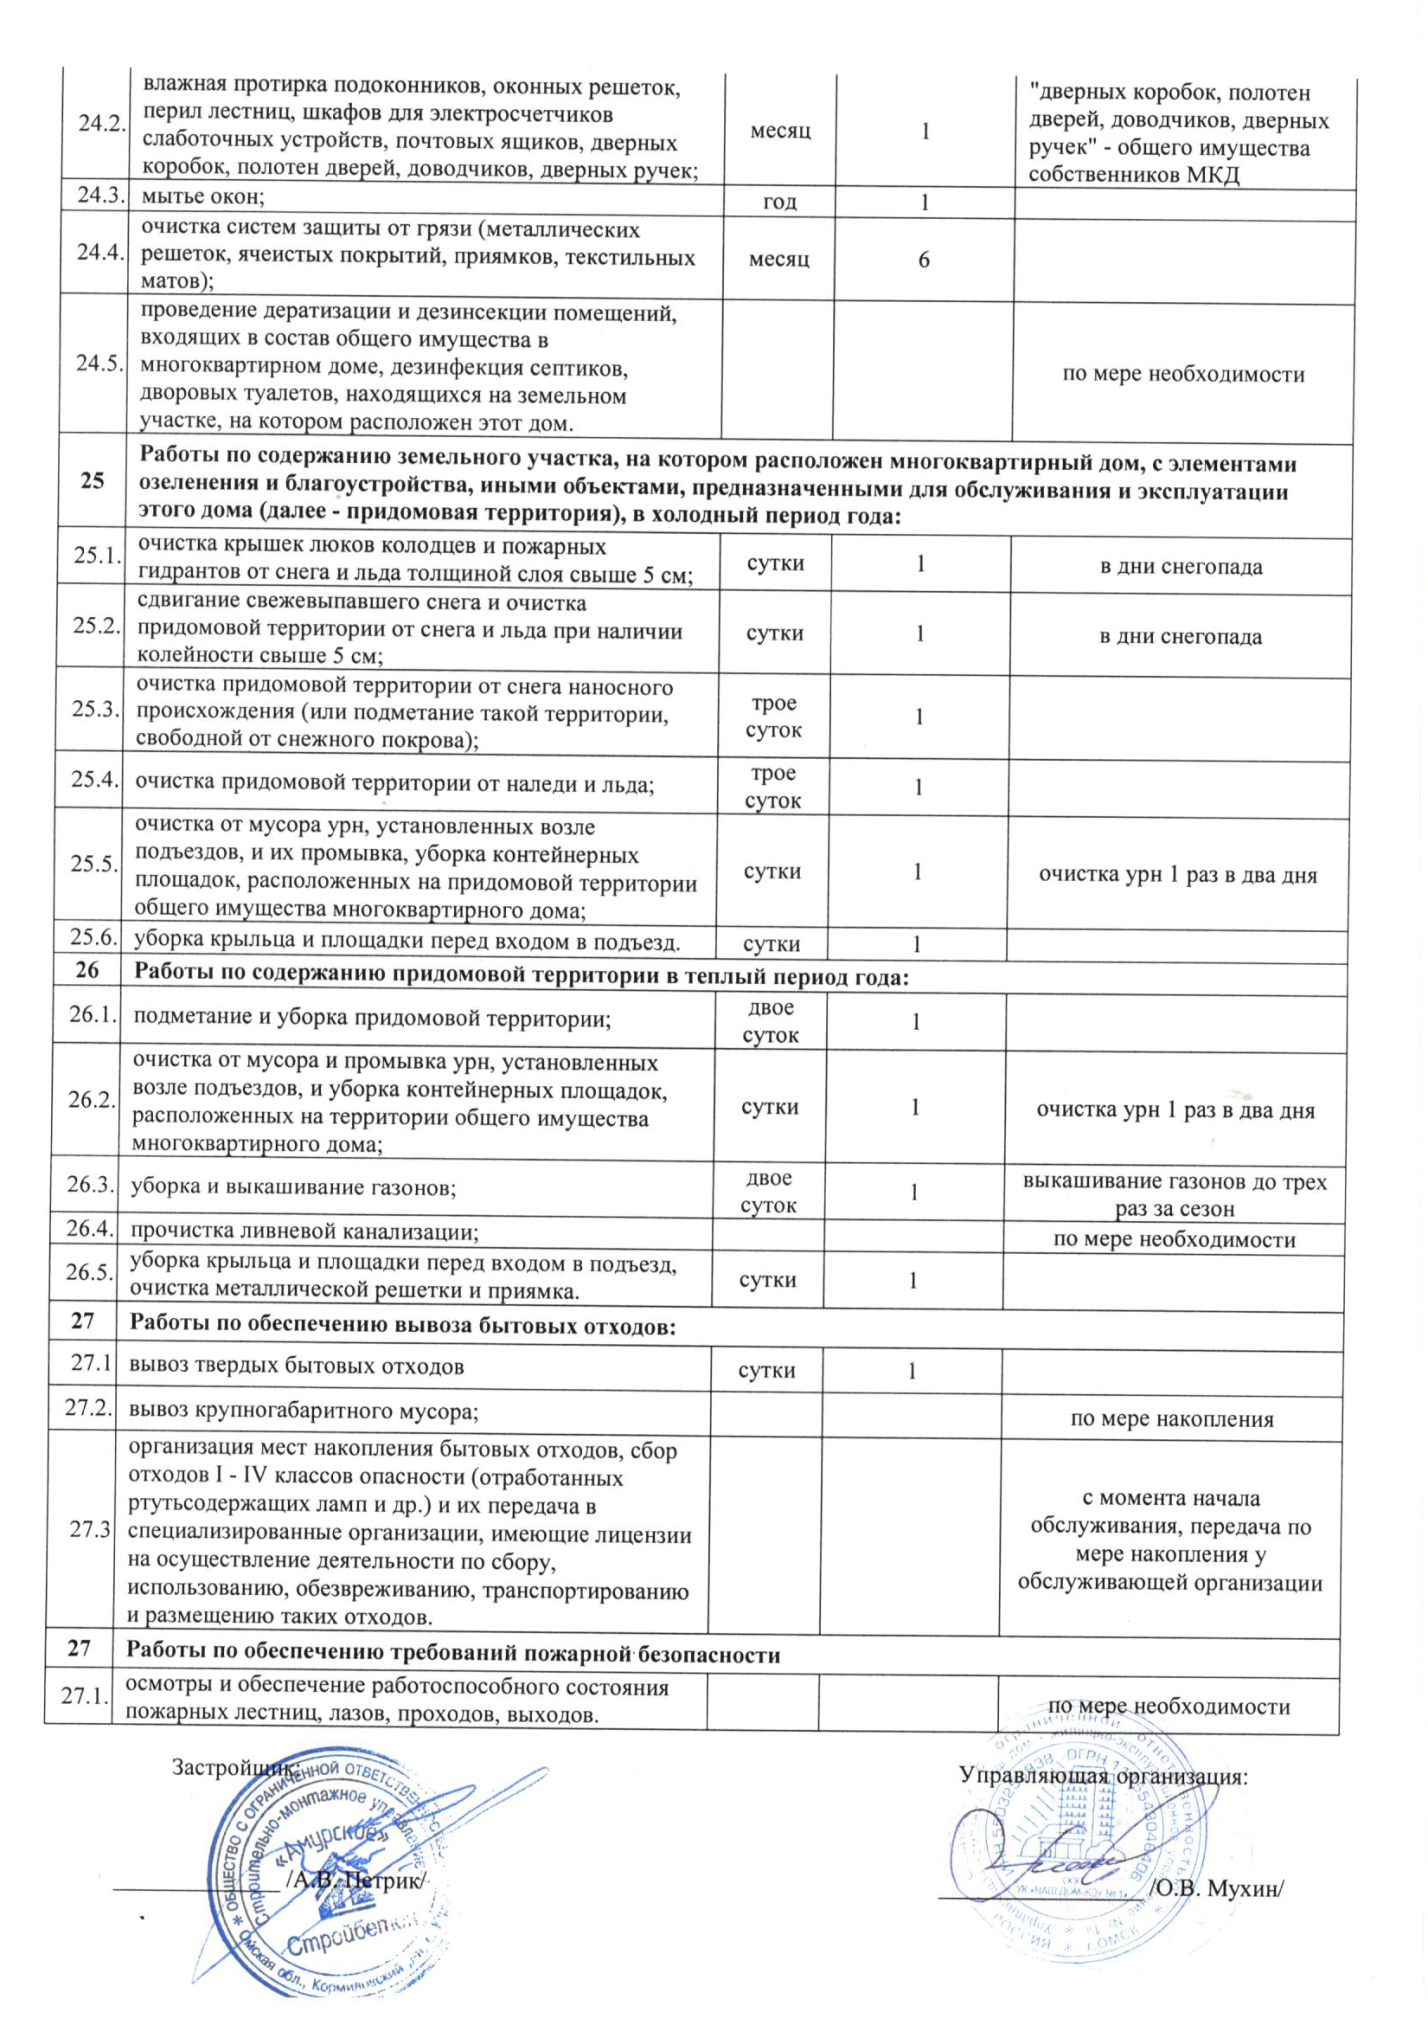 24.2.
влажная протирка подоконников, оконных решеток,
перил лестниц, шкафов для электросчетчиков
слаботочных устройств, почтовых ящиков, дверных
коробок, полотен дверей, доводчиков, дверных ручек;
месяц
1
"дверных коробок, полотен
дверей, доводчиков, дверных
ручек" - общего имущества
собственников МКД
24.3. мытье окон; год 1
24.4.
очистка систем защиты от грязи (металлических
решеток, ячеистых покрытий, приямков, текстильных
матов);
месяц
6
24.5.
проведение дератизации и дезинсекции помещений,
входящих в состав общего имущества в
многоквартирном доме, дезинфекция септиков,
дворовых туалетов, находящихся на земельном
участке, на котором расположен этот дом.
по мере необходимости
25
Работы по содержанию земельного участка, на котором расположен многоквартирный дом, с элементами
озеленения и благоустройства, иными объектами, предназначенными для обслуживания и эксплуатации
этого дома (далее - придомовая территория), в холодный период года:
25.1.
очистка крышек люков колодцев и пожарных
гидрантов от снега и льда толщиной слоя свыше 5 см;
сутки
1
в дни снегопада
25.2.
сдвигание свежевыпавшего снега и очистка
придомовой территории от снега и льда при наличии
колейности свыше 5 см;
сутки
1
в дни снегопада
25.3.
очистка придомовой территории от снега наносного
происхождения (или подметание такой территории,
свободной от снежного покрова);
трое
суток
1
25.4. очистка придомовой территории от наледи и льда;
трое
суток
1
25.5.
очистка от мусора урн, установленных возле
подъездов, и их промывка, уборка контейнерных
площадок, расположенных на придомовой территории
общего имущества многоквартирного дома;
сутки
1
очистка урн 1 раз в два дня
25.6. уборка крыльца и площадки перед входом в подъезд. сутки 1
26 Работы по содержанию придомовой территории в теплый период года:
26.1. подметание и уборка придомовой территории;
двое
суток
1
26.2.
очистка от мусора и промывка урн, установленных
возле подъездов, и уборка контейнерных площадок,
расположенных на территории общего имущества
многоквартирного дома;
сутки
1
очистка урн 1 раз в два дня
26.3. уборка и выкашивание газонов;
двое
суток
1
выкашивание газонов до трех
раз за сезон
26.4. прочистка ливневой канализации; по мере необходимости
26.5.
уборка крыльца и площадки перед входом в подъезд,
очистка металлической решетки и приямка.
сутки
1
27 Работы по обеспечению вывоза бытовых отходов:
27.1 вывоз твердых бытовых отходов сутки 1
27.2. вывоз крупногабаритного мусора; по мере накопления
27.3
организация мест накопления бытовых отходов, сбор
отходов I - IV классов опасности (отработанных
ртутьсодержащих ламп и др.) и их передача в
специализированные организации, имеющие лицензии
на осуществление деятельности по сбору,
использованию, обезвреживанию, транспортированию
и размещению таких отходов.
с момента начала
обслуживания, передача по
мере накопления у
обслуживающей организации
27 Работы по обеспечению требований пожарной безопасности
27.1.
осмотры и обеспечение работоспособного состояния
пожарных лестниц, лазов, проходов, выходов.
по мере необходимости
Застройщик:
Управляющая организация:
/А.В. Петрик/
/О.В. Мухин/
ОБЩЕСТВО С ОГРАНИЧЕННОЙ
Строительно-монтажное управление
«Амурское»
Омская обл., Кормиловский
РОССИЯ * г.ОМСК